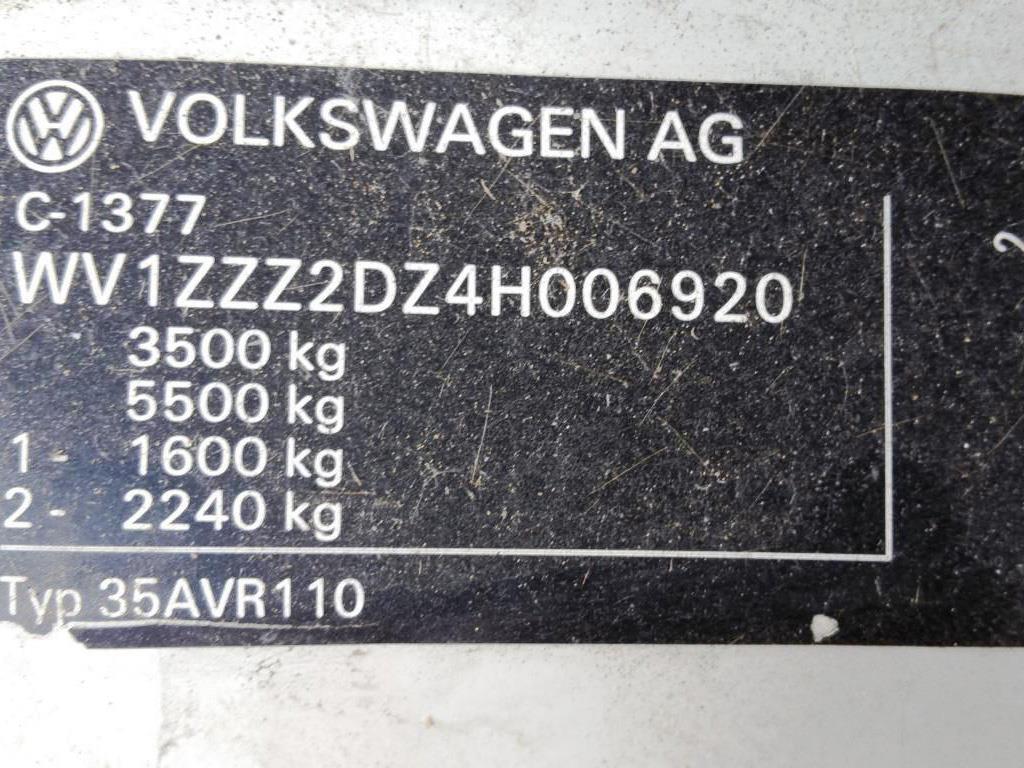 VOLKSWAGEN AG
C-1377
WV1ZZZ2DZ4H006920
3500 kg
5500 kg
1 - 1600 kg
2 - 2240 kg
Typ 35AVR110